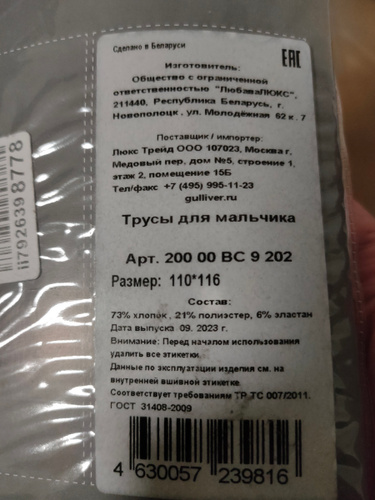 Сделано в Беларуси
EAC
Изготовитель:
Общество с ограниченной
ответственностью "ЛюбаваЛЮКС",
211440, Республика Беларусь, г.
Новополоцк, ул. Молодёжная 62 к. 7
Поставщик / импортер:
Люкс Трейд ООО 107023, Москва г,
Медовый пер, дом №5, строение 1,
этаж 2, помещение 15Б
Тел/факс +7 (495) 995-11-23
gulliver.ru
Трусы для мальчика
Арт. 200 00 BC 9 202
Размер: 110*116
Состав:
73% хлопок, 21% полиэстер, 6% эластан
Дата выпуска 09. 2023 г.
Внимание: Перед началом использования
удалить все этикетки.
Данные по эксплуатации изделия см. на
внутренней вшивной этикетке.
Соответствует требованиям ТР ТС 007/2011.
ГОСТ 31408-2009
4 630057 239816
ii7926398778